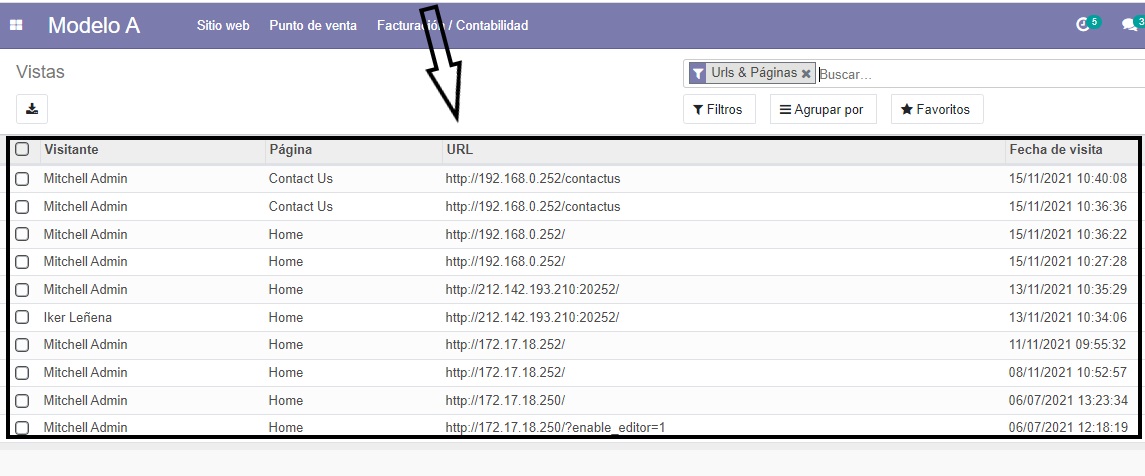 Modelo A Sitio web Punto de venta Facturación / Contabilidad 5 3
Vistas Urls & Páginas × Buscar...
Filtros Agrupar por Favoritos
Visitante Página URL Fecha de visita
Mitchell Admin Contact Us http://192.168.0.252/contactus 15/11/2021 10:40:08
Mitchell Admin Contact Us http://192.168.0.252/contactus 15/11/2021 10:36:36
Mitchell Admin Home http://192.168.0.252/ 15/11/2021 10:36:22
Mitchell Admin Home http://192.168.0.252/ 15/11/2021 10:27:28
Mitchell Admin Home http://212.142.193.210:20252/ 13/11/2021 10:35:29
Iker Leñena Home http://212.142.193.210:20252/ 13/11/2021 10:34:06
Mitchell Admin Home http://172.17.18.252/ 11/11/2021 09:55:32
Mitchell Admin Home http://172.17.18.252/ 08/11/2021 10:52:57
Mitchell Admin Home http://172.17.18.250/ 06/07/2021 13:23:34
Mitchell Admin Home http://172.17.18.250/?enable_editor=1 06/07/2021 12:18:19